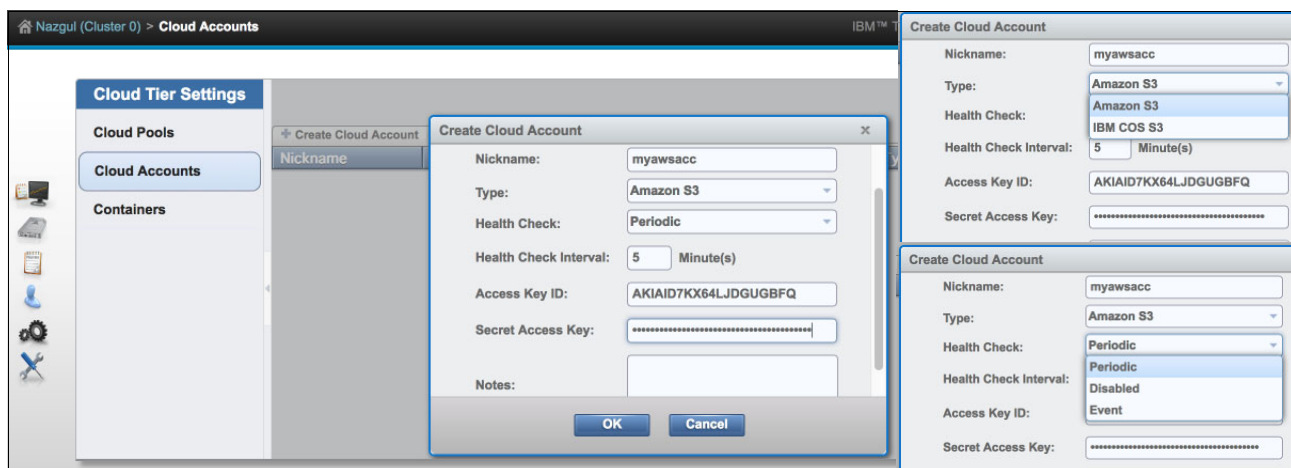 Nazgul (Cluster 0) > Cloud Accounts
IBM™ T
Cloud Tier Settings
Cloud Pools
Cloud Accounts
Containers
+ Create Cloud Account
Nickname
y
Create Cloud Account x
Nickname: myawsacc
Type: Amazon S3
Health Check: Periodic
Health Check Interval: 5 Minute(s)
Access Key ID: AKIAID7KX64LJDGUGBFQ
Secret Access Key: ••••••••••••••••••••••••••••••••••••••••
Notes:
OK Cancel
Create Cloud Account
Nickname: myawsacc
Type: Amazon S3
Amazon S3
Health Check:
IBM COS S3
Health Check Interval: 5 Minute(s)
Access Key ID: AKIAID7KX64LJDGUGBFQ
Secret Access Key: ••••••••••••••••••••••••••••••••••••••••
Create Cloud Account
Nickname: myawsacc
Type: Amazon S3
Health Check: Periodic
Periodic
Health Check Interval:
Disabled
Access Key ID: Event
Secret Access Key: ••••••••••••••••••••••••••••••••••••••••